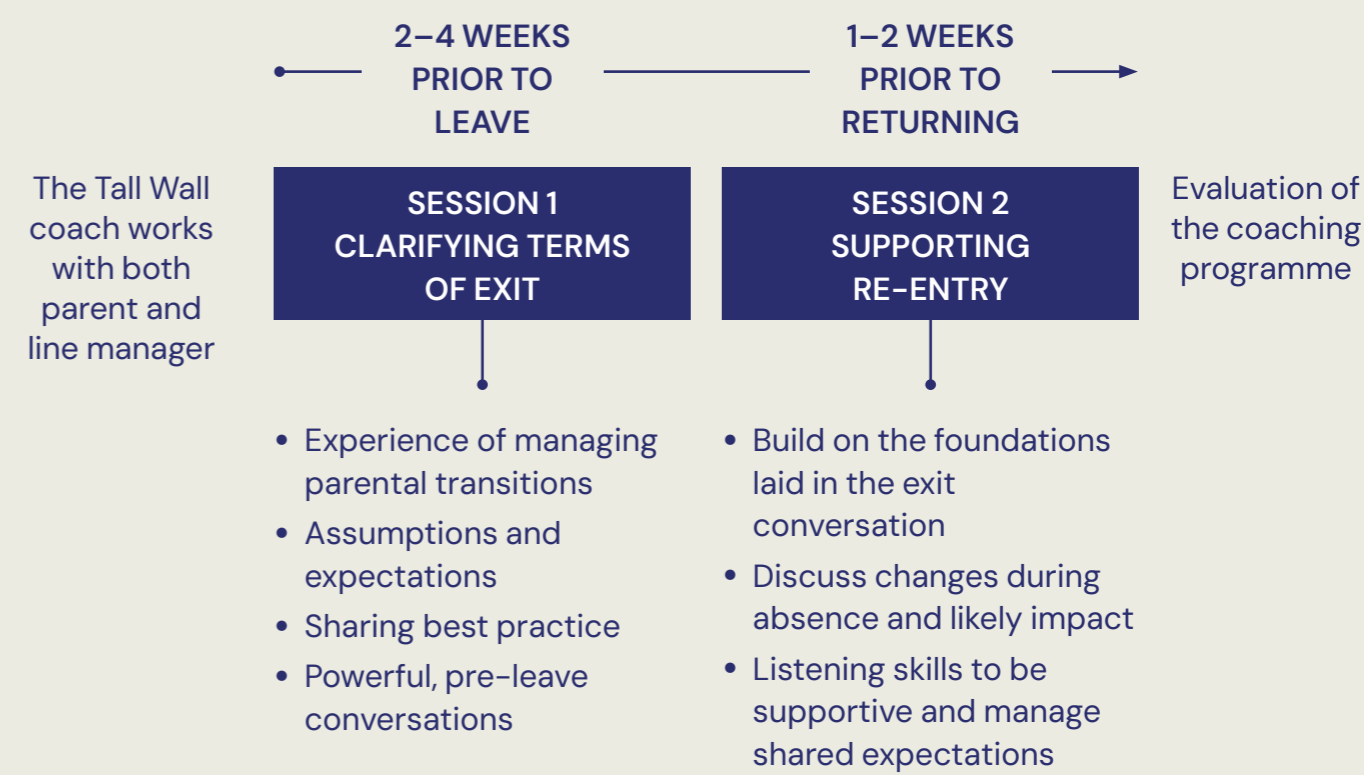 2–4 WEEKS
PRIOR TO
LEAVE
1–2 WEEKS
PRIOR TO
RETURNING
The Tall Wall
coach works
with both
parent and
line manager
SESSION 1
CLARIFYING TERMS
OF EXIT
SESSION 2
SUPPORTING
RE-ENTRY
Evaluation of
the coaching
programme
• Experience of managing
parental transitions
• Assumptions and
expectations
• Sharing best practice
• Powerful, pre-leave
conversations
• Build on the foundations
laid in the exit
conversation
• Discuss changes during
absence and likely impact
• Listening skills to be
supportive and manage
shared expectations